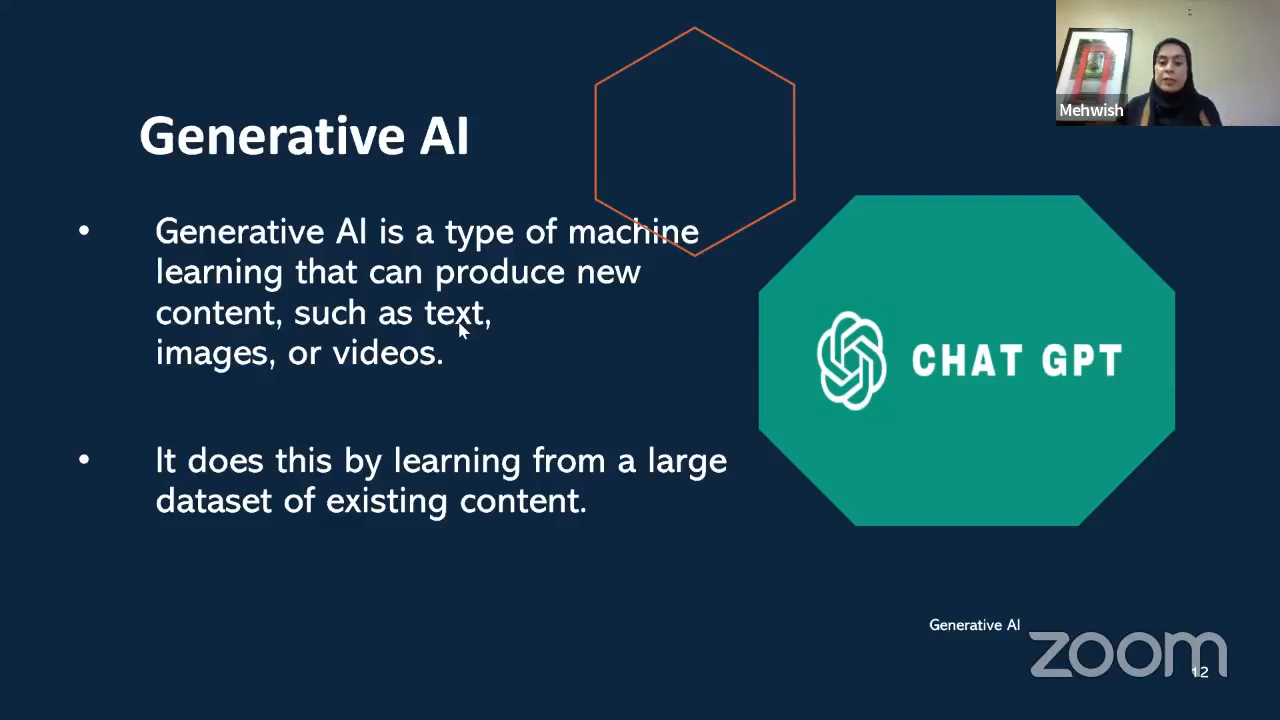 Mehwish
Generative AI
• Generative AI is a type of machine
learning that can produce new
content, such as text,
images, or videos.
• It does this by learning from a large
dataset of existing content.
CHAT GPT
Generative AI
zoom
12